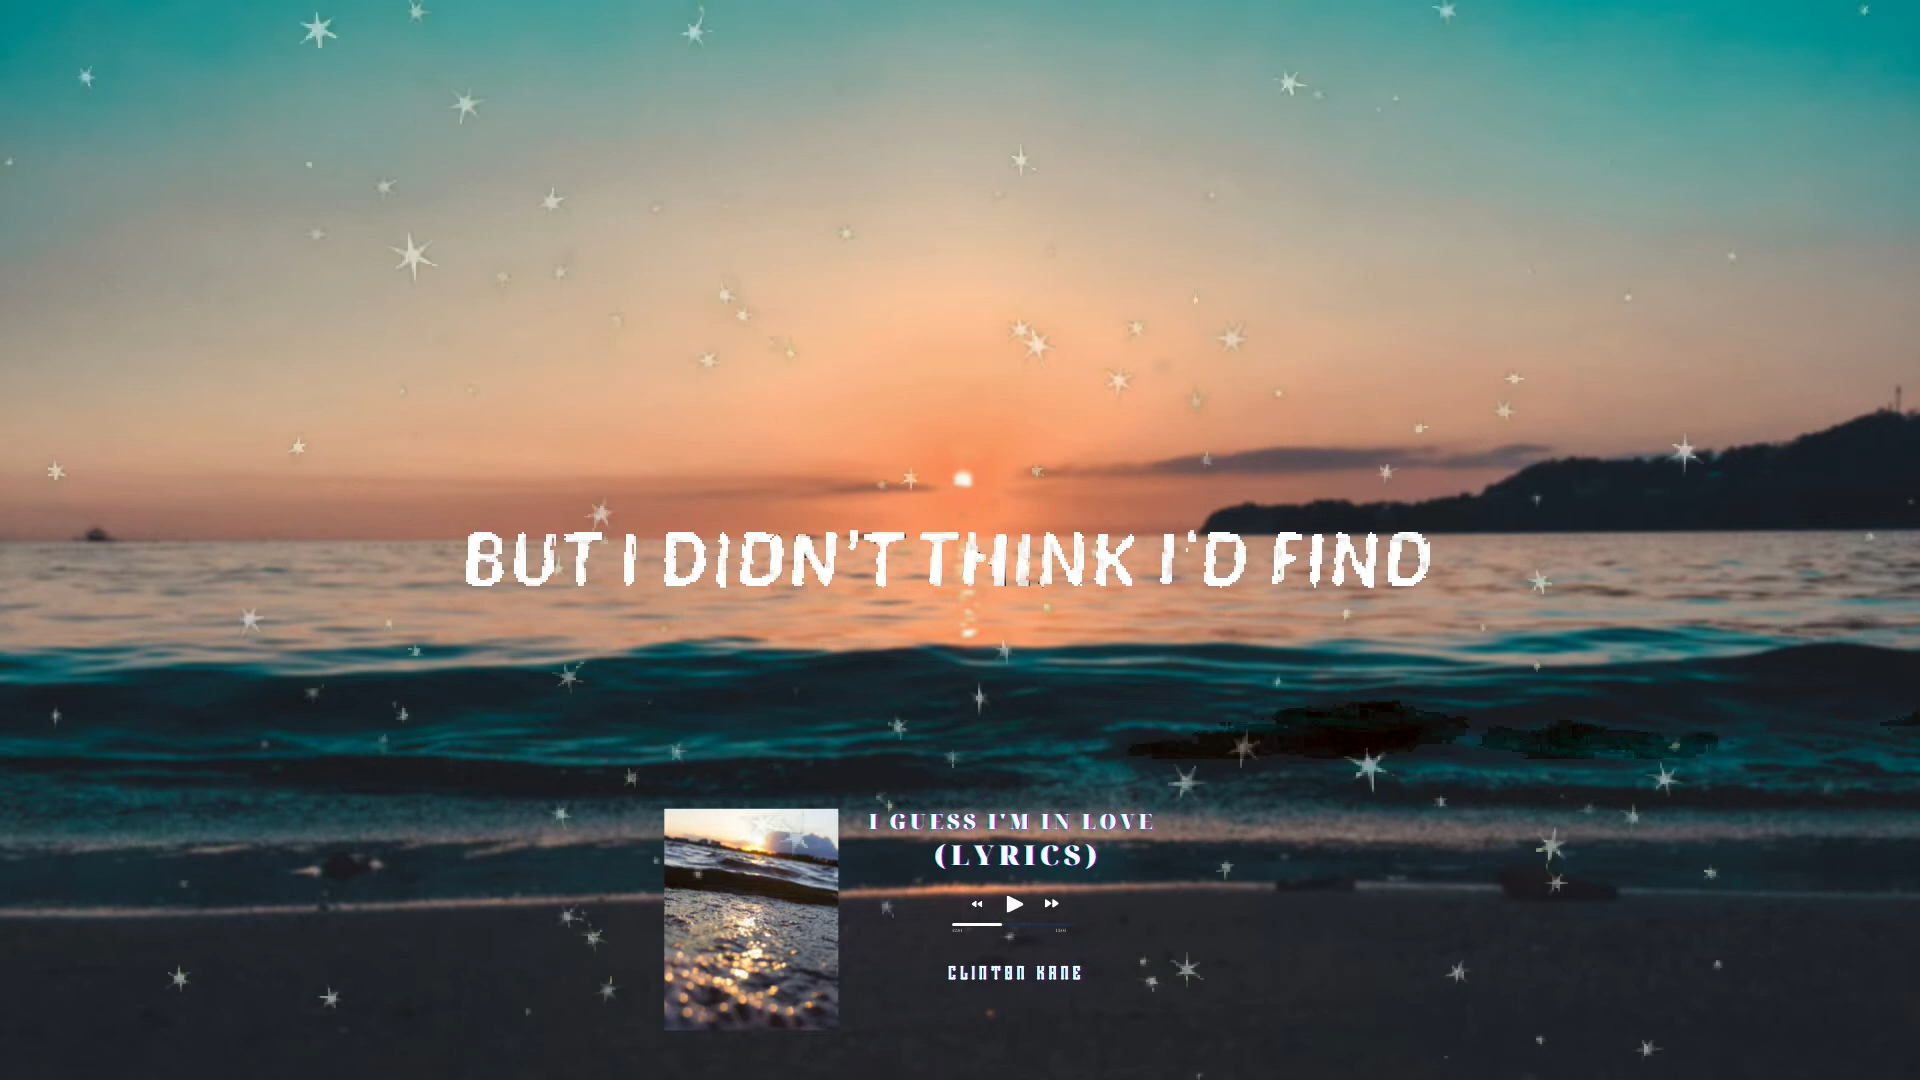 BUT I DIDN'T THINK I'D FIND
I GUESS I'M IN LOVE
(LYRICS)
CLINTON KANE